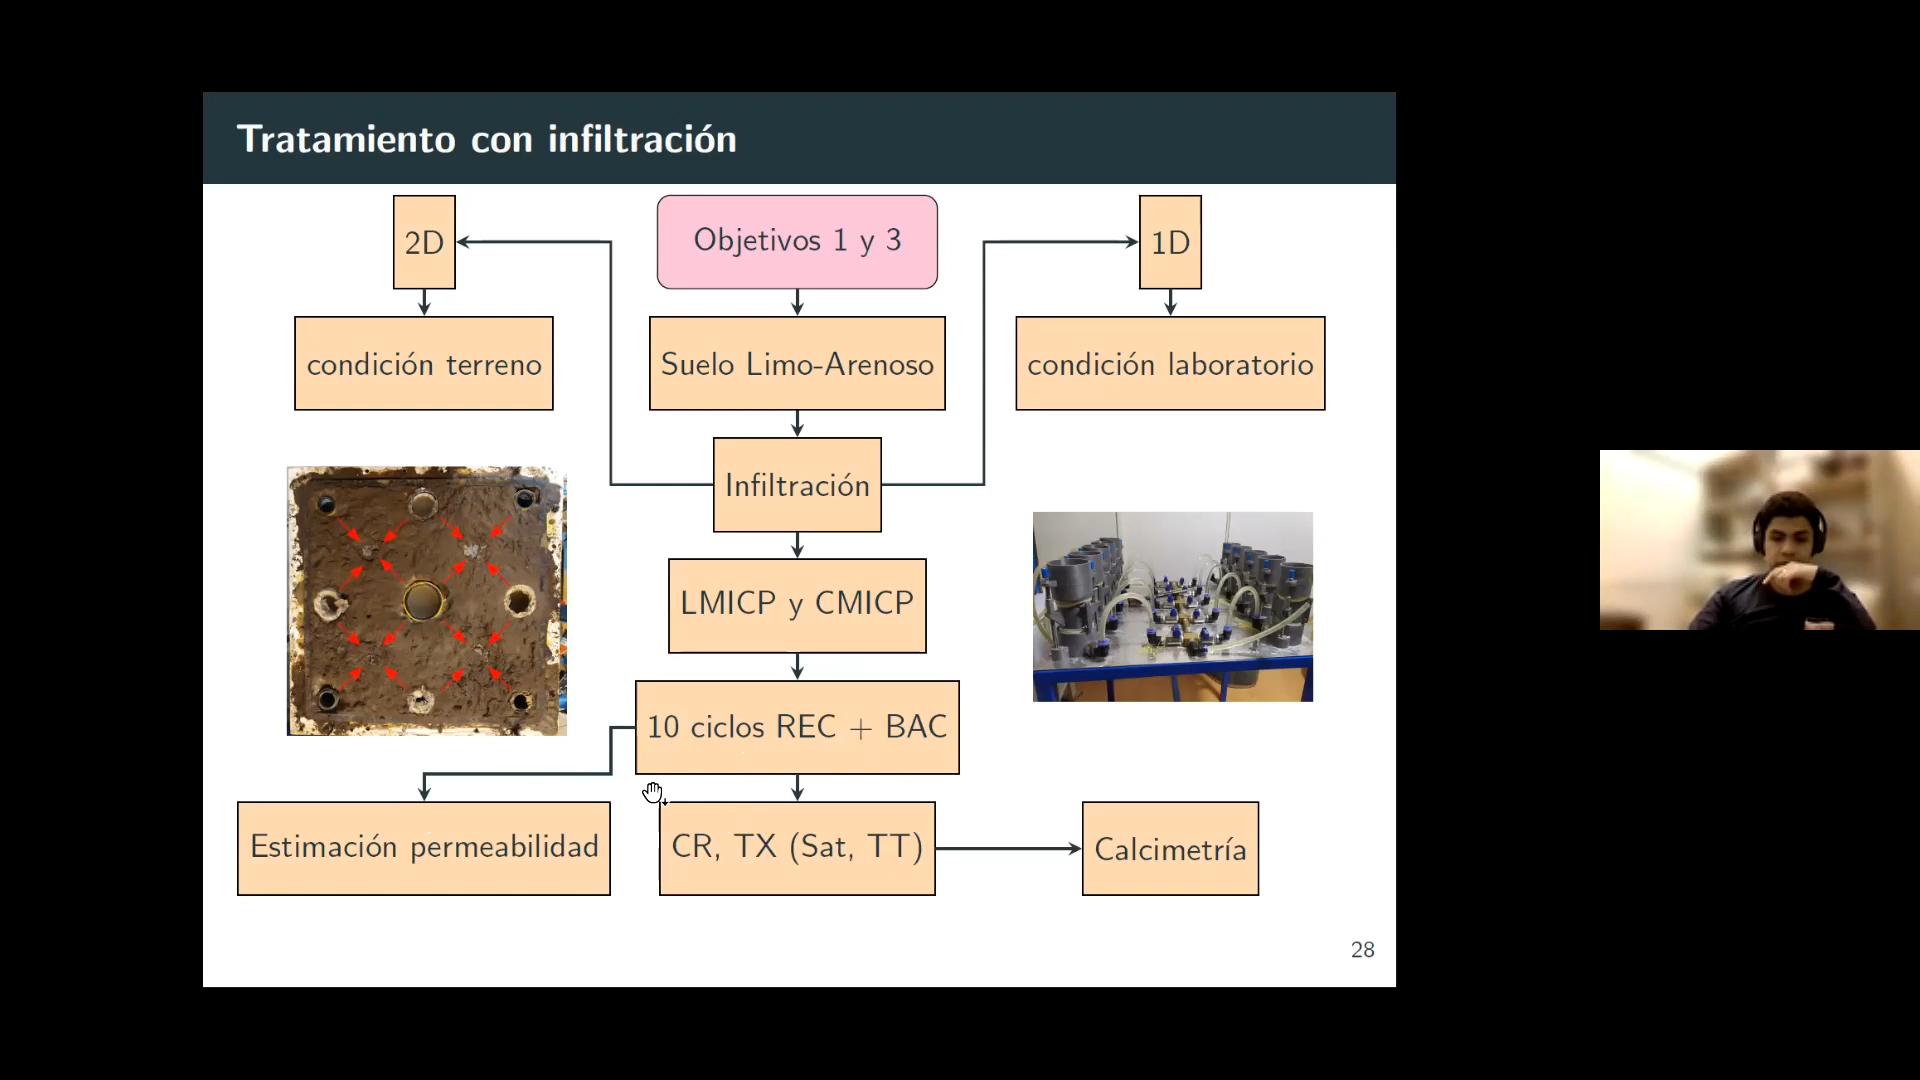 Tratamiento con infiltración
2D
Objetivos 1 y 3
1D
condición terreno
Suelo Limo-Arenoso
condición laboratorio
Infiltración
LMICP y CMICP
10 ciclos REC + BAC
Estimación permeabilidad
CR, TX (Sat, TT)
Calcimetría
28